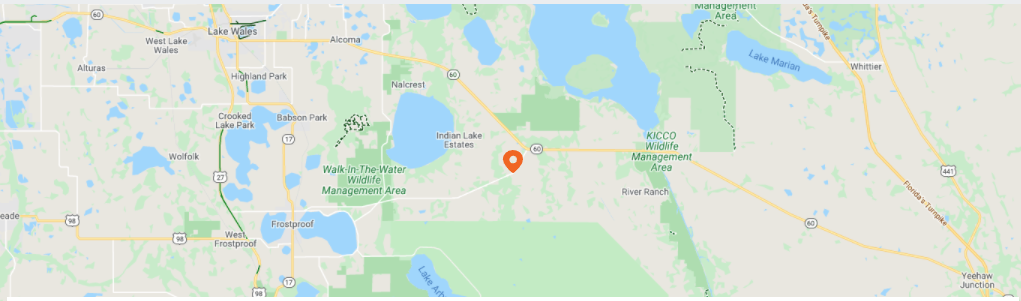 Management
Area
60
Lake Wales
West Lake
Wales
Alcoma
Lake Marian
Florida's Turnpike
Whittier
Alturas
Highland Park
60
Nalcrest
Crooked
Lake Park
Babson Park
Indian Lake
Estates
KICCO
Wildlife
Management
Area
17
60
Wolfolk
Walk-In-The Water
Wildlife
Management Area
27
441
River Ranch
Florida's Turnpike
eade
98
Frostproof
60
98
West
Frostproof
Lake Arb
Yeehaw
Junction
17
98